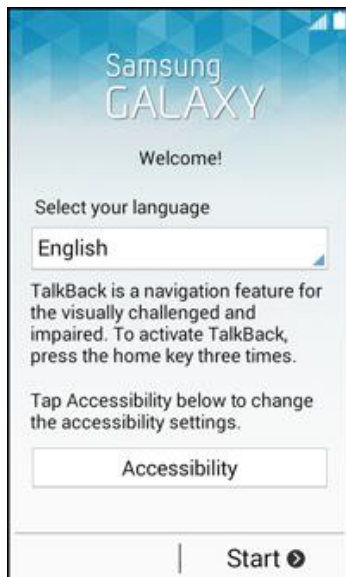 Samsung
GALAXY
Welcome!
Select your language
English
TalkBack is a navigation feature for
the visually challenged and
impaired. To activate TalkBack,
press the home key three times.
Tap Accessibility below to change
the accessibility settings.
Accessibility
Start